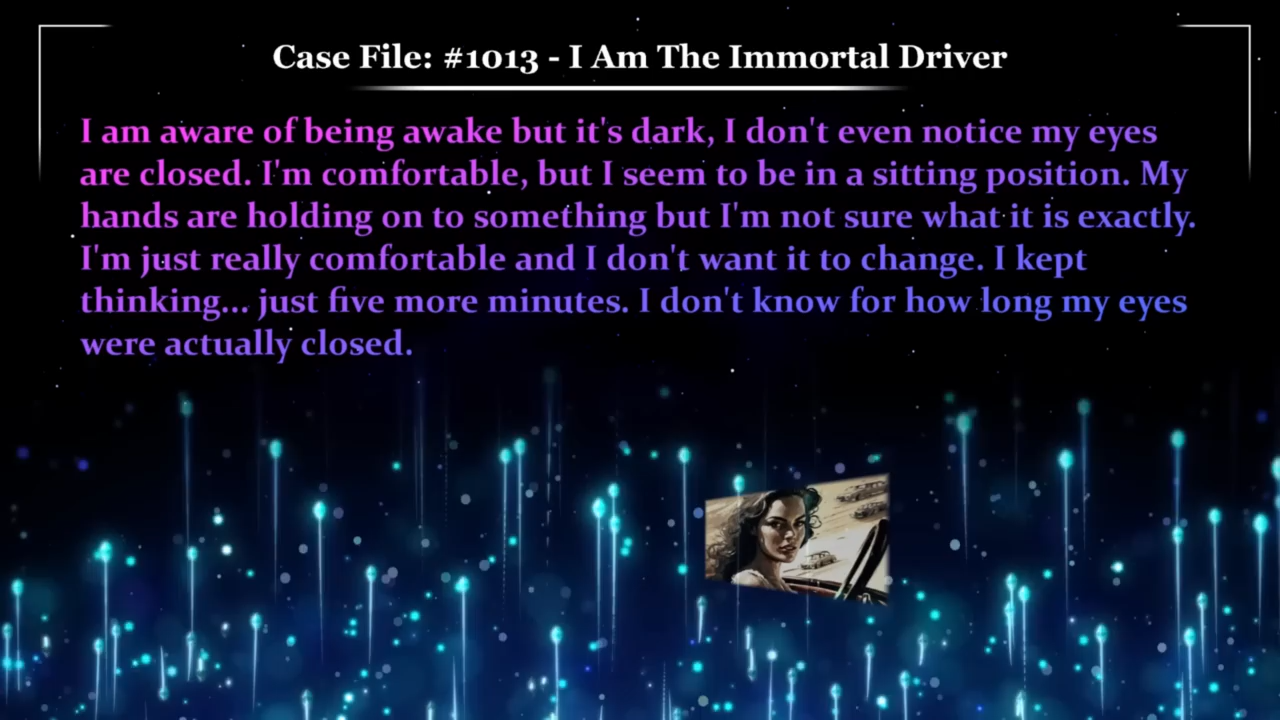 Case File: #1013 - I Am The Immortal Driver
I am aware of being awake but it's dark, I don't even notice my eyes
are closed. I'm comfortable, but I seem to be in a sitting position. My
hands are holding on to something but I'm not sure what it is exactly.
I'm just really comfortable and I don't want it to change. I kept
thinking... just five more minutes. I don't know for how long my eyes
were actually closed.